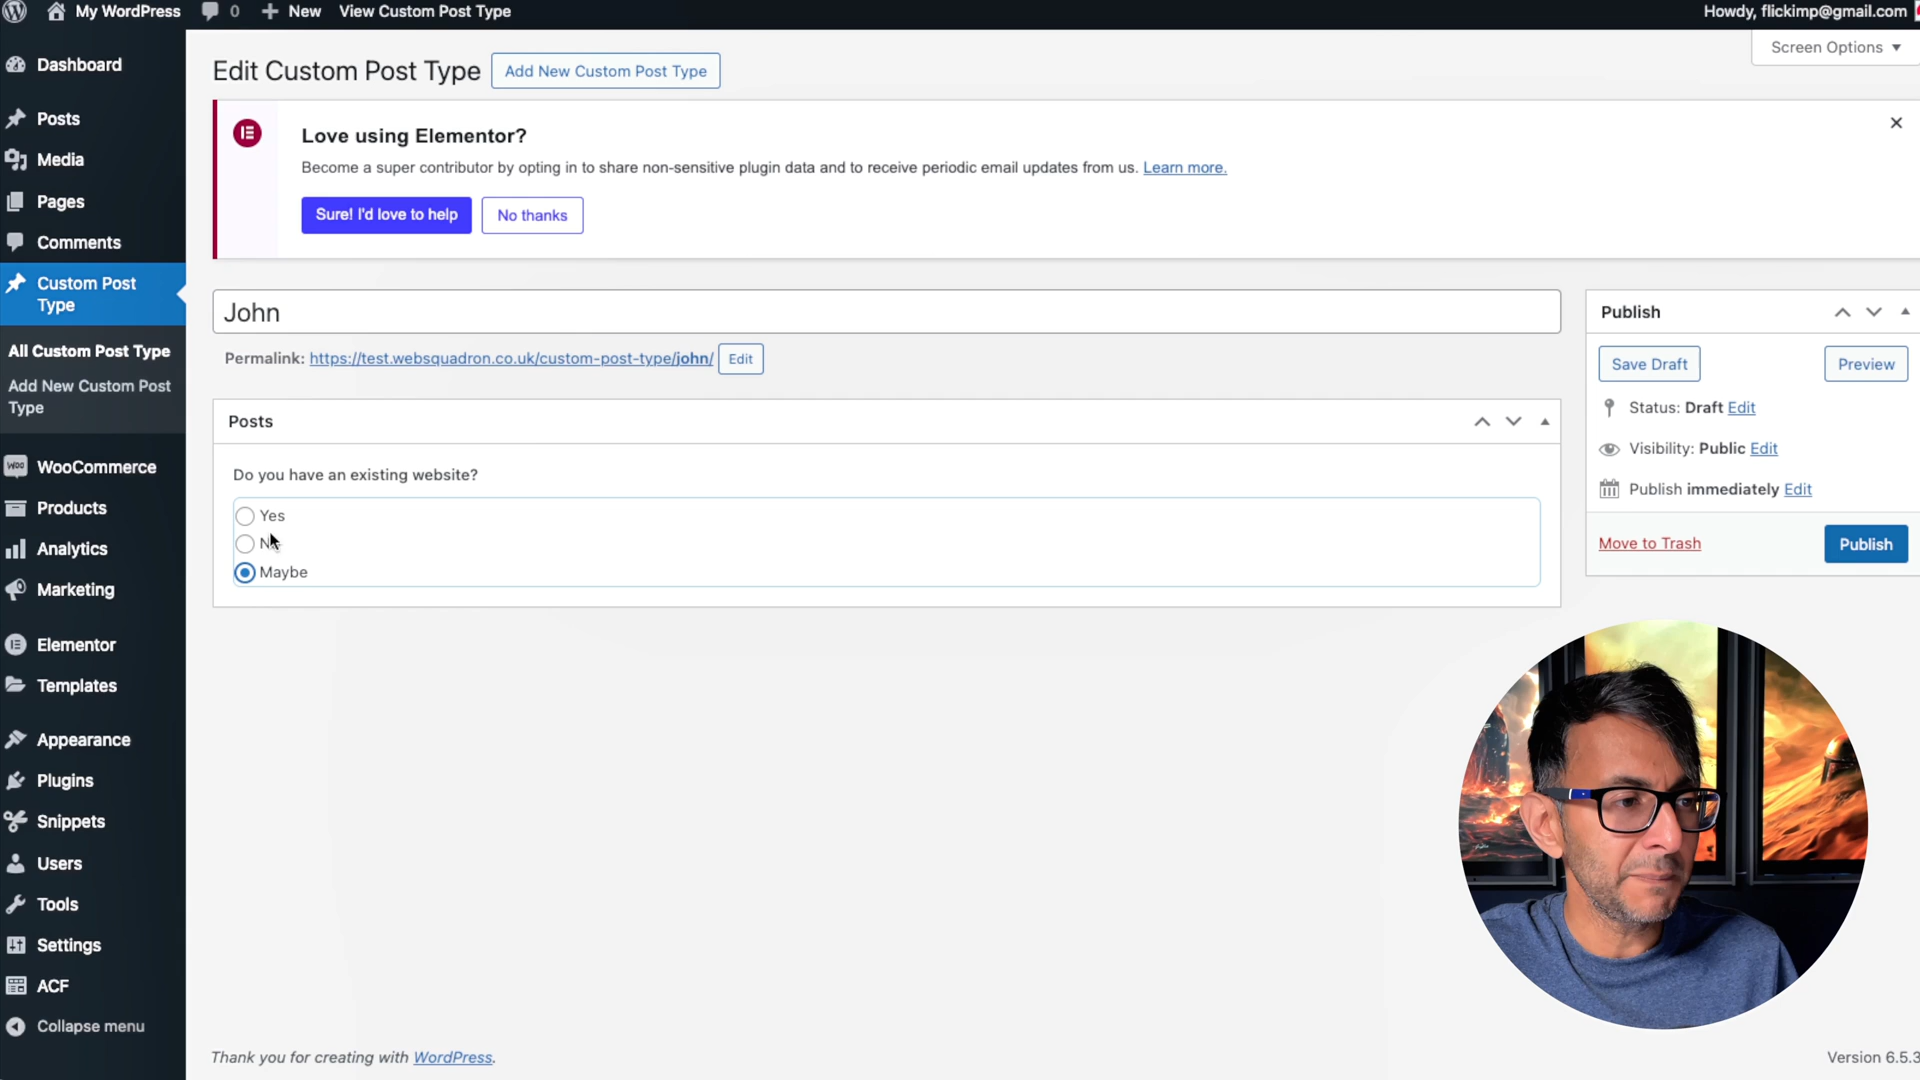 My WordPress
0
New
View Custom Post Type
Howdy, flickimp@gmail.com
Screen Options
Dashboard
Posts
Media
Pages
Comments
Custom Post
Type
All Custom Post Type
Add New Custom Post
Type
WOO
WooCommerce
Products
Analytics
Marketing
Elementor
Templates
Appearance
Plugins
Snippets
Users
Tools
Settings
ACF
Collapse menu
Edit Custom Post Type
Add New Custom Post Type
Love using Elementor?
Become a super contributor by opting in to share non-sensitive plugin data and to receive periodic email updates from us. Learn more.
Sure! I'd love to help
No thanks
John
Permalink: https://test.websquadron.co.uk/custom-post-type/john/
Edit
Posts
Do you have an existing website?
Yes
Maybe
Publish
Save Draft
Preview
Status: Draft Edit
Visibility: Public Edit
Publish immediately Edit
Move to Trash
Publish
Thank you for creating with WordPress.
Version 6.5.3